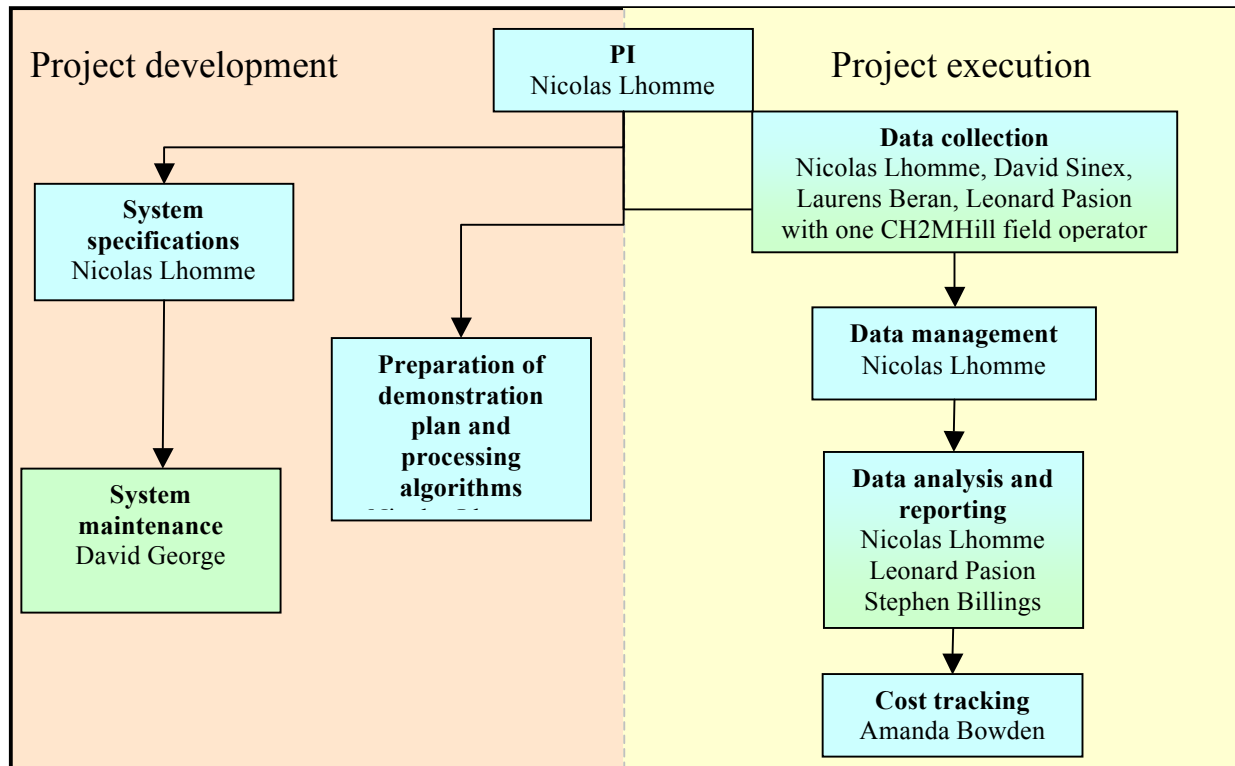 Project development
PI
Nicolas Lhomme
Project execution
System
specifications
Nicolas Lhomme
System
maintenance
David George
Preparation of
demonstration
plan and
processing
algorithms
Data collection
Nicolas Lhomme, David Sinex,
Laurens Beran, Leonard Pasion
with one CH2MHill field operator
Data management
Nicolas Lhomme
Data analysis and
reporting
Nicolas Lhomme
Leonard Pasion
Stephen Billings
Cost tracking
Amanda Bowden